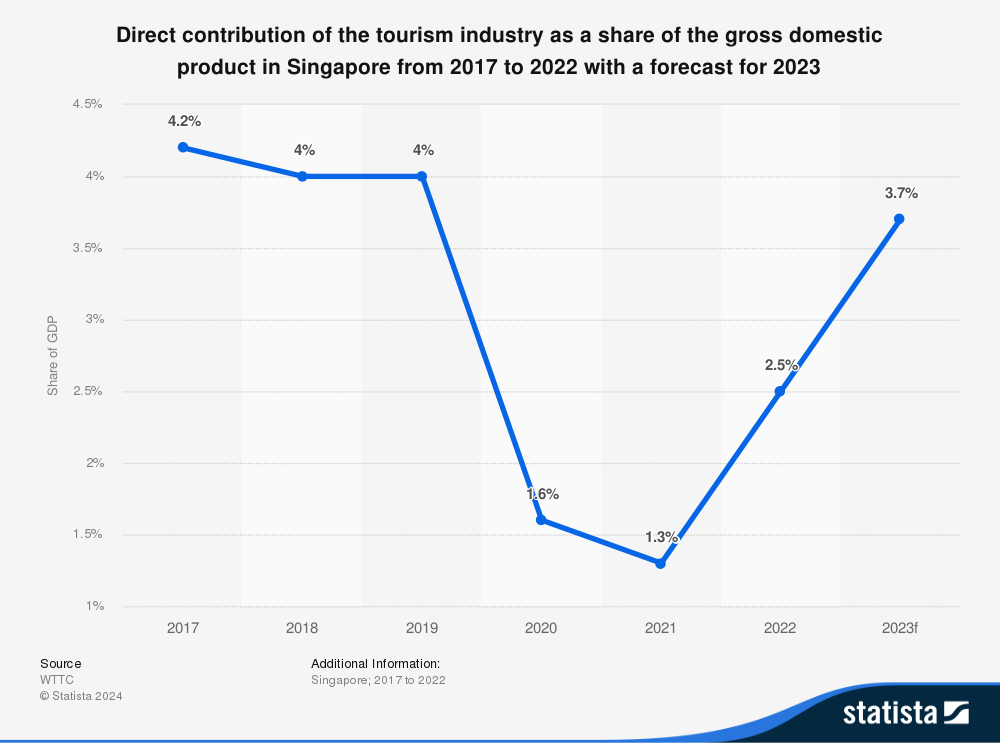 Direct contribution of the tourism industry as a share of the gross domestic
product in Singapore from 2017 to 2022 with a forecast for 2023
4.5%
4.2%
4%
4%
4%
3.7%
3.5%
3%
Share of GDP
2.5%
2.5%
2%
1.6%
1.5%
1.3%
1%
2017 2018 2019 2020 2021 2022 2023f
Source
WTTC
© Statista 2024
Additional Information:
Singapore; 2017 to 2022
statista